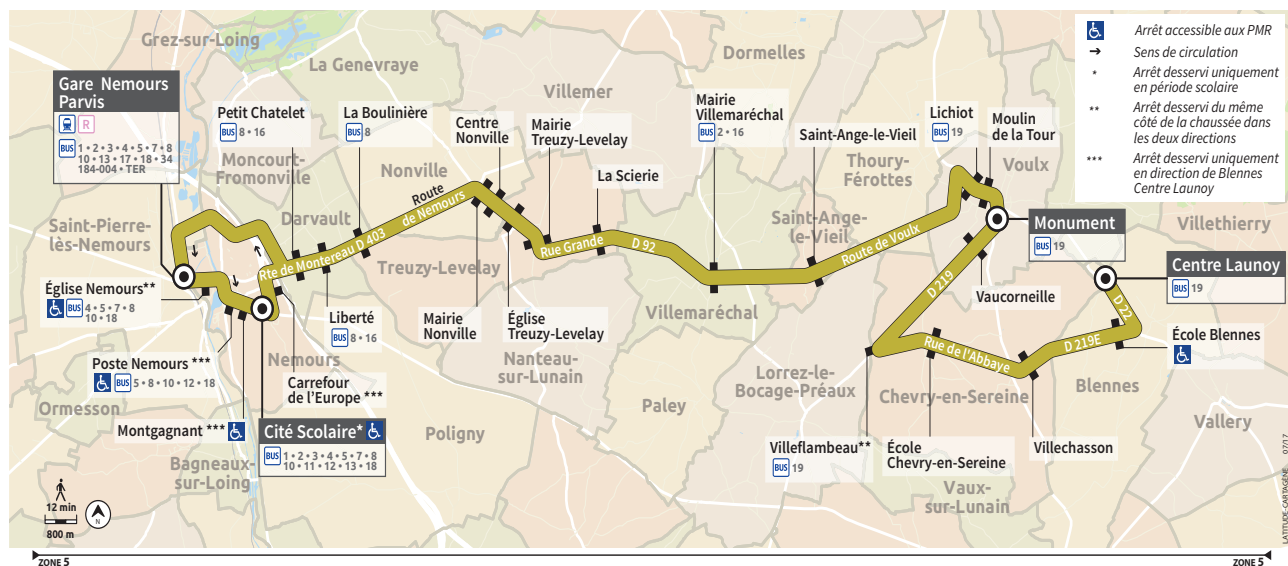 Grez-sur-Loing
La Genevraye
Dormelles
Villemer
Gare Nemours
Parvis
R
BUS 1 • 2 • 3 • 4 • 5 • 7 • 8
10 • 13 • 17 • 18 • 34
184-004 • TER
Petit Chatelet
BUS 8 • 16
La Boulinière
BUS 8
Centre
Nonville
Mairie
Treuzy-Levelay
La Scierie
Mairie
Villemaréchal
BUS 2 • 16
Saint-Ange-le-Vieil
Lichiot
BUS 19
Moulin
de la Tour
Arrêt accessible aux PMR
Sens de circulation
* Arrêt desservi uniquement
en période scolaire
** Arrêt desservi du même
côté de la chaussée dans
les deux directions
*** Arrêt desservi uniquement
en direction de Blennes
Centre Launoy
Moncourt-
Fromonville
Nonville
Thoury-
Férottes
Voulx
Saint-Pierre-
lès-Nemours
Darvault
Treuzy-Levelay
Saint-Ange
le-Vieil
Villethierry
Rte de Montereau D 403
Route
de Nemours
Rue Grande
D 92
Route de Voulx
D 219
Rue de l'Abbaye
D 219E
D 22
Monument
BUS 19
Centre Launoy
BUS 19
Église Nemours**
BUS 4 • 5 • 7 • 8
10 • 18
Liberté
BUS 8 • 16
Mairie
Nonville
Église
Treuzy-Levelay
Villemaréchal
Vaucorneille
École Blennes
Poste Nemours ***
BUS 5 • 8 • 10 • 12 • 18
Nemours
Carrefour
de l'Europe ***
Nanteau-
sur-Lunain
Lorrez-le-
Bocage-Préaux
Chevry-en-Sereine
Blennes
Ormesson
Paley
Vallery
Montgagnant ***
Cité Scolaire*
BUS 1 • 2 • 3 • 4 • 5 • 7 • 8
10 • 11 • 12 • 13 • 18
Poligny
Villeflambeau**
BUS 19
École
Chevry-en-Sereine
Villechasson
Bagneaux-
sur-Loing
Vaux-
sur-Lunain
12 min
800 m
N
LATITUDE-CARTAGÈNE 07/17
ZONE 5
ZONE 5